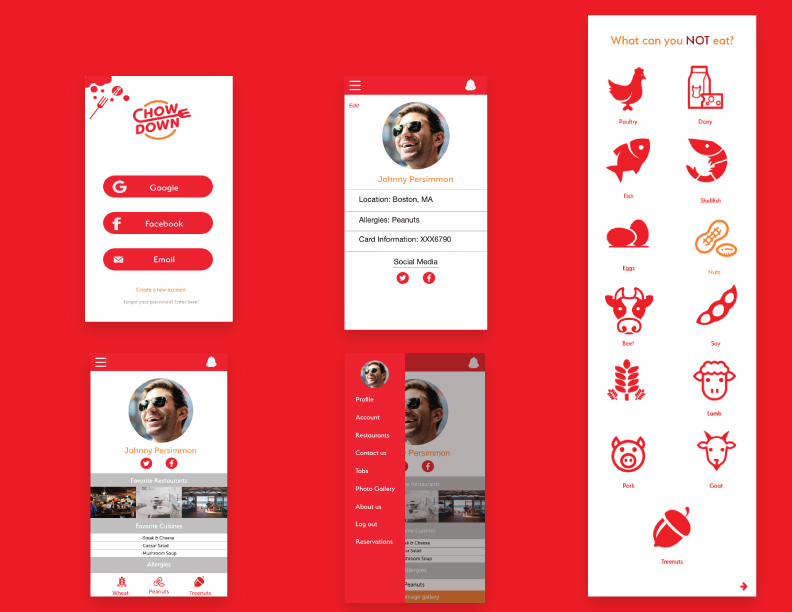 CHOW
DOWN
Google
Facebook
Email
Create a new account
Forgot your password? Enter here!
Edit
Johnny Persimmon
Location: Boston, MA
Allergies: Peanuts
Card Information: XXX6790
Social Media
What can you NOT eat?
Poultry
Dairy
Fish
Shellfish
Eggs
Nuts
Beef
Soy
Lamb
Pork
Goat
Treenuts
Johnny Persimmon
Favorite Restaurants
Favorite Cuisines
-Steak & Cheese
-Caesar Salad
-Mushroom Soup
Allergies
Wheat
Peanuts
Treenuts
Profile
Account
Restaurants
Contact us
Tabs
Photo Gallery
About us
Log out
Reservations
Persimmon
Restaurants
Cuisines
& Cheese
Salad
Soup
Allergies
Peanuts
Image gallery